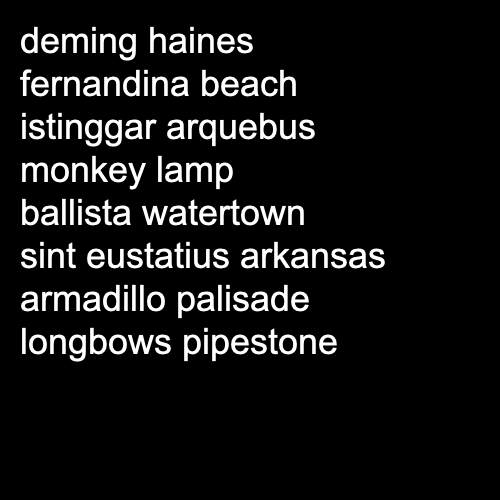 deming haines
fernandina beach
istinggar arquebus
monkey lamp
ballista watertown
sint eustatius arkansas
armadillo palisade
longbows pipestone